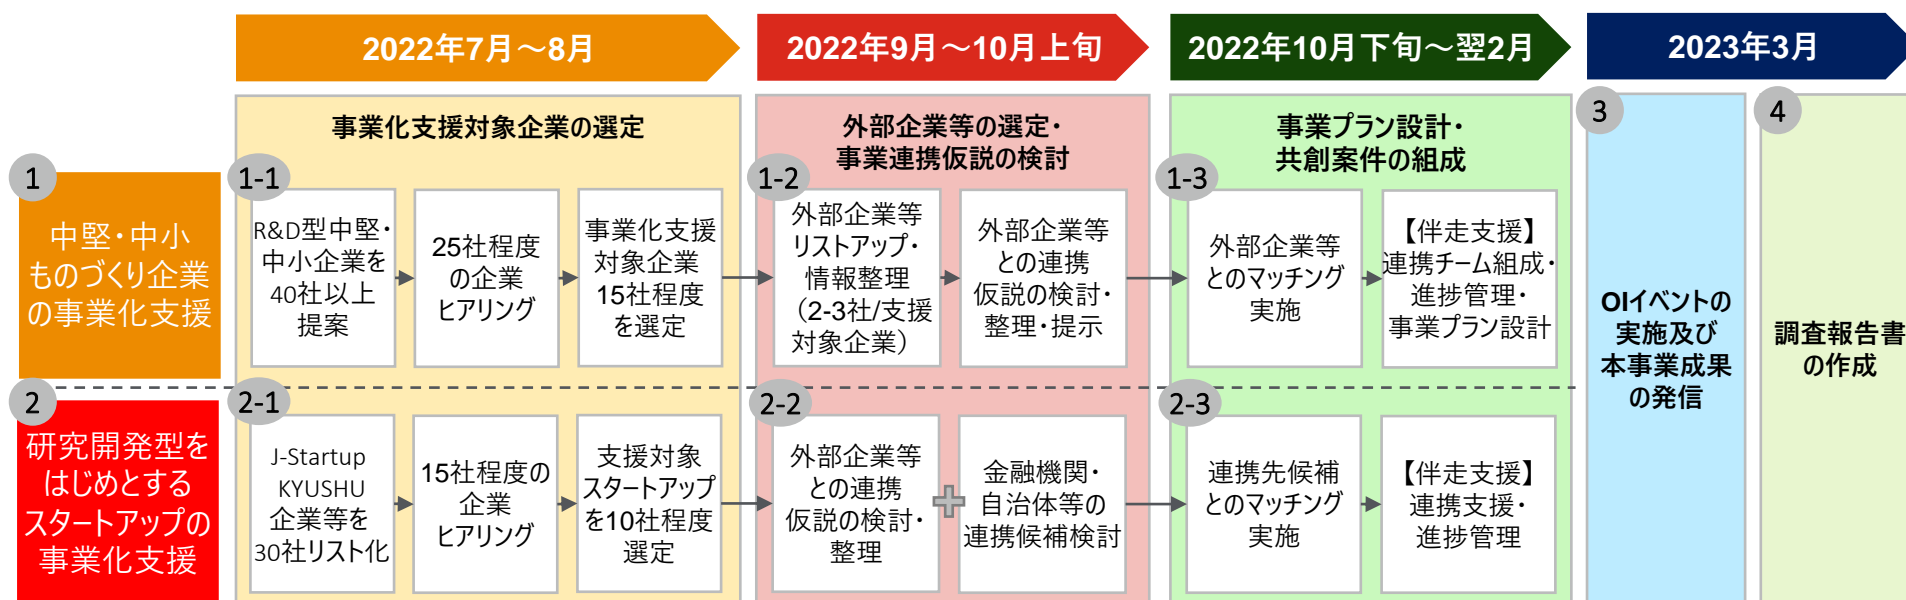 2022年7月～8月
2022年9月～10月上旬
2022年10月下旬～翌2月
2023年3月
事業化支援対象企業の選定
外部企業等の選定・
事業連携仮説の検討
事業プラン設計・
共創案件の組成
1
中堅・中小
ものづくり企業
の事業化支援
1-1
R&D型中堅・
中小企業を
40社以上
提案
25社程度
の企業
ヒアリング
事業化支援
対象企業
15社程度
を選定
1-2
外部企業等
リストアップ・
情報整理
（2-3社/支援
対象企業）
外部企業等
との連携
仮説の検討・
整理・提示
1-3
外部企業等
とのマッチング
実施
【伴走支援】
連携チーム組成・
進捗管理・
事業プラン設計
2
研究開発型を
はじめとする
スタートアップの
事業化支援
2-1
J-Startup
KYUSHU
企業等を
30社リスト化
15社程度の
企業
ヒアリング
支援対象
スタートアップ
を10社程度
選定
2-2
外部企業等
との連携
仮説の検討・
整理
金融機関・
自治体等の
連携候補検討
2-3
連携先候補
とのマッチング
実施
【伴走支援】
連携支援・
進捗管理
3
OIイベントの
実施及び
本事業成果
の発信
4
調査報告書
の作成